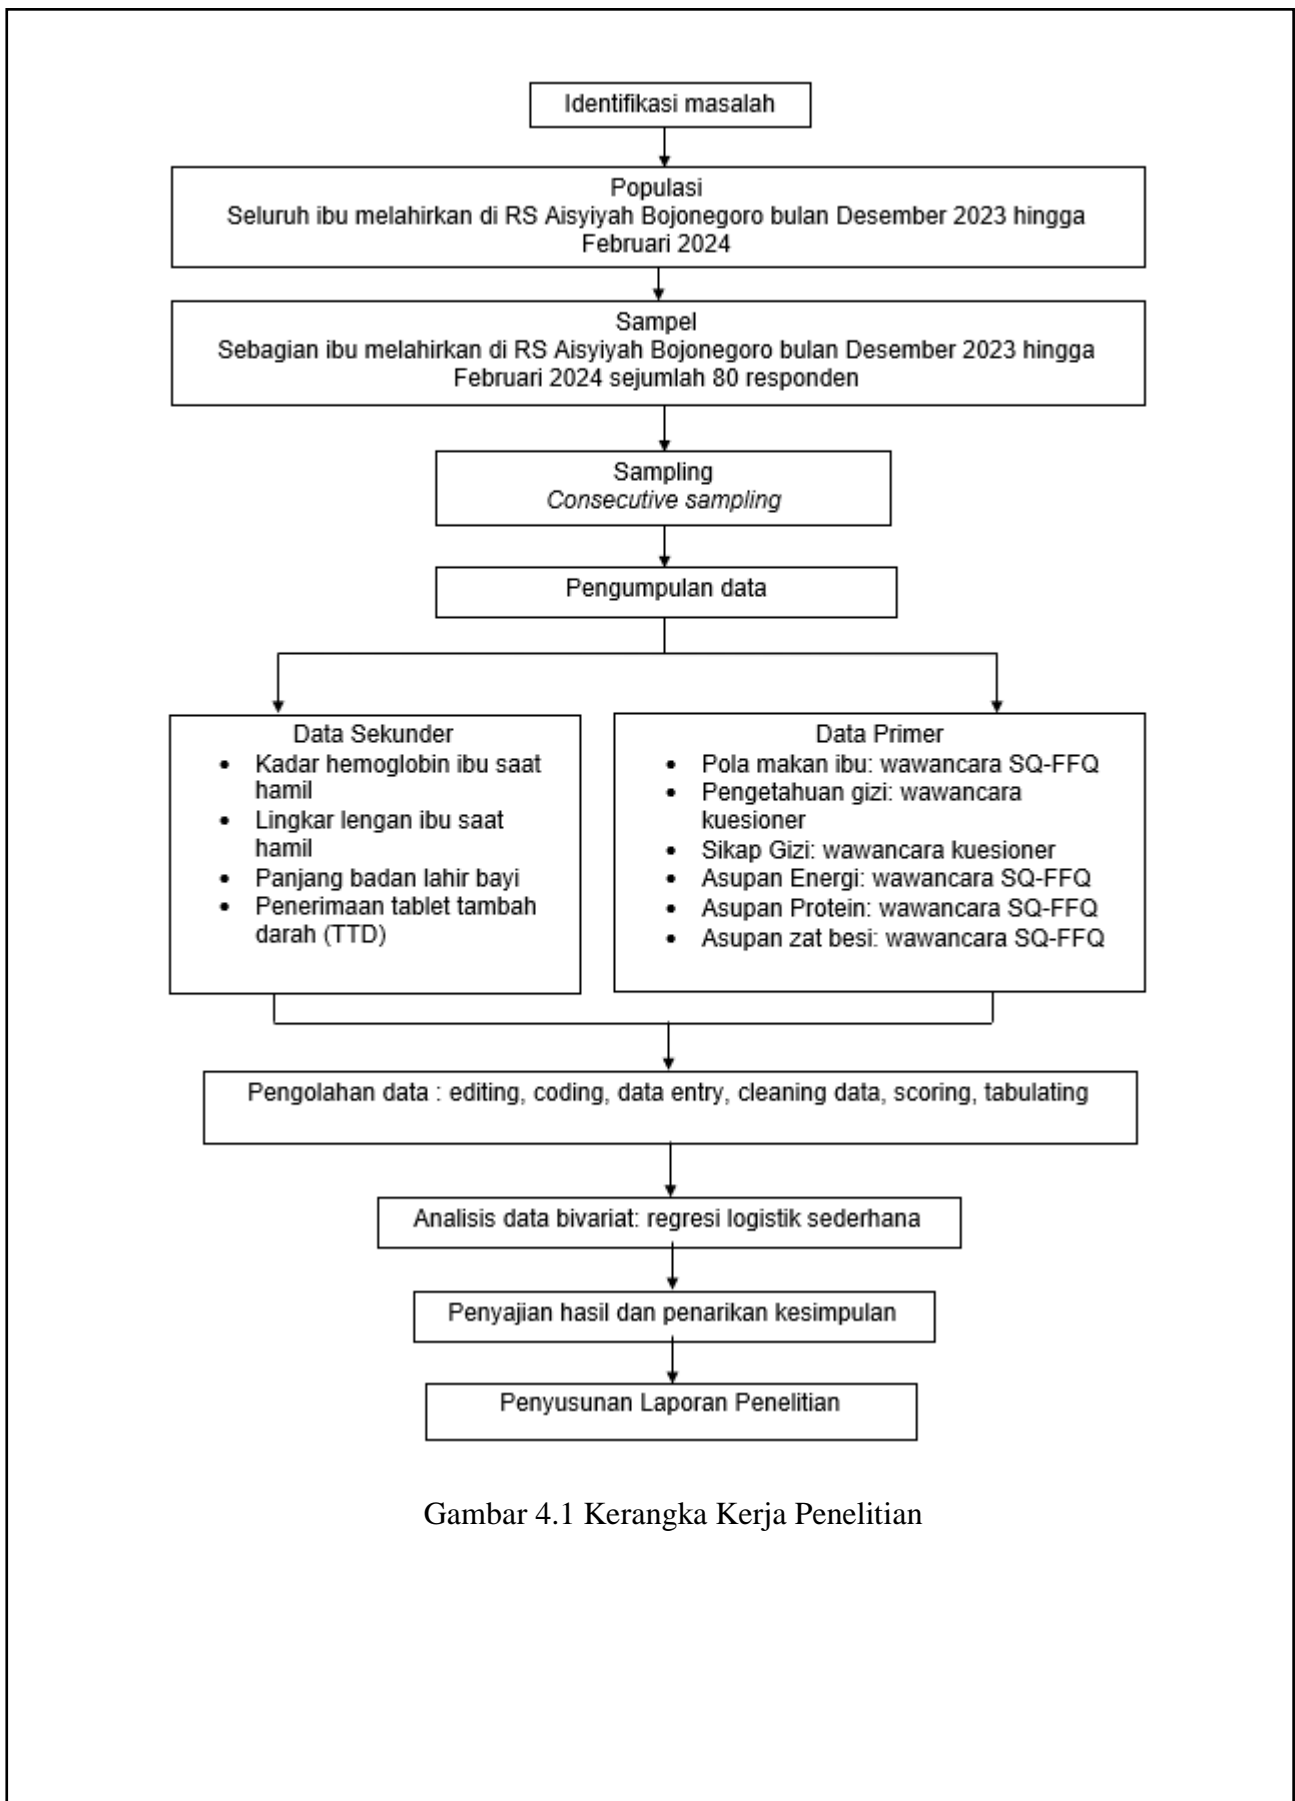 Identifikasi masalah
Populasi
Seluruh ibu melahirkan di RS Aisyiyah Bojonegoro bulan Desember 2023 hingga
Februari 2024
Sampel
Sebagian ibu melahirkan di RS Aisyiyah Bojonegoro bulan Desember 2023 hingga
Februari 2024 sejumlah 80 responden
Sampling
Consecutive sampling
Pengumpulan data
Data Sekunder
• Kadar hemoglobin ibu saat
hamil
• Lingkar lengan ibu saat
hamil
• Panjang badan lahir bayi
• Penerimaan tablet tambah
darah (TTD)
Data Primer
• Pola makan ibu: wawancara SQ-FFQ
• Pengetahuan gizi: wawancara
kuesioner
• Sikap Gizi: wawancara kuesioner
• Asupan Energi: wawancara SQ-FFQ
• Asupan Protein: wawancara SQ-FFQ
• Asupan zat besi: wawancara SQ-FFQ
Pengolahan data : editing, coding, data entry, cleaning data, scoring, tabulating
Analisis data bivariat: regresi logistik sederhana
Penyajian hasil dan penarikan kesimpulan
Penyusunan Laporan Penelitian
Gambar 4.1 Kerangka Kerja Penelitian